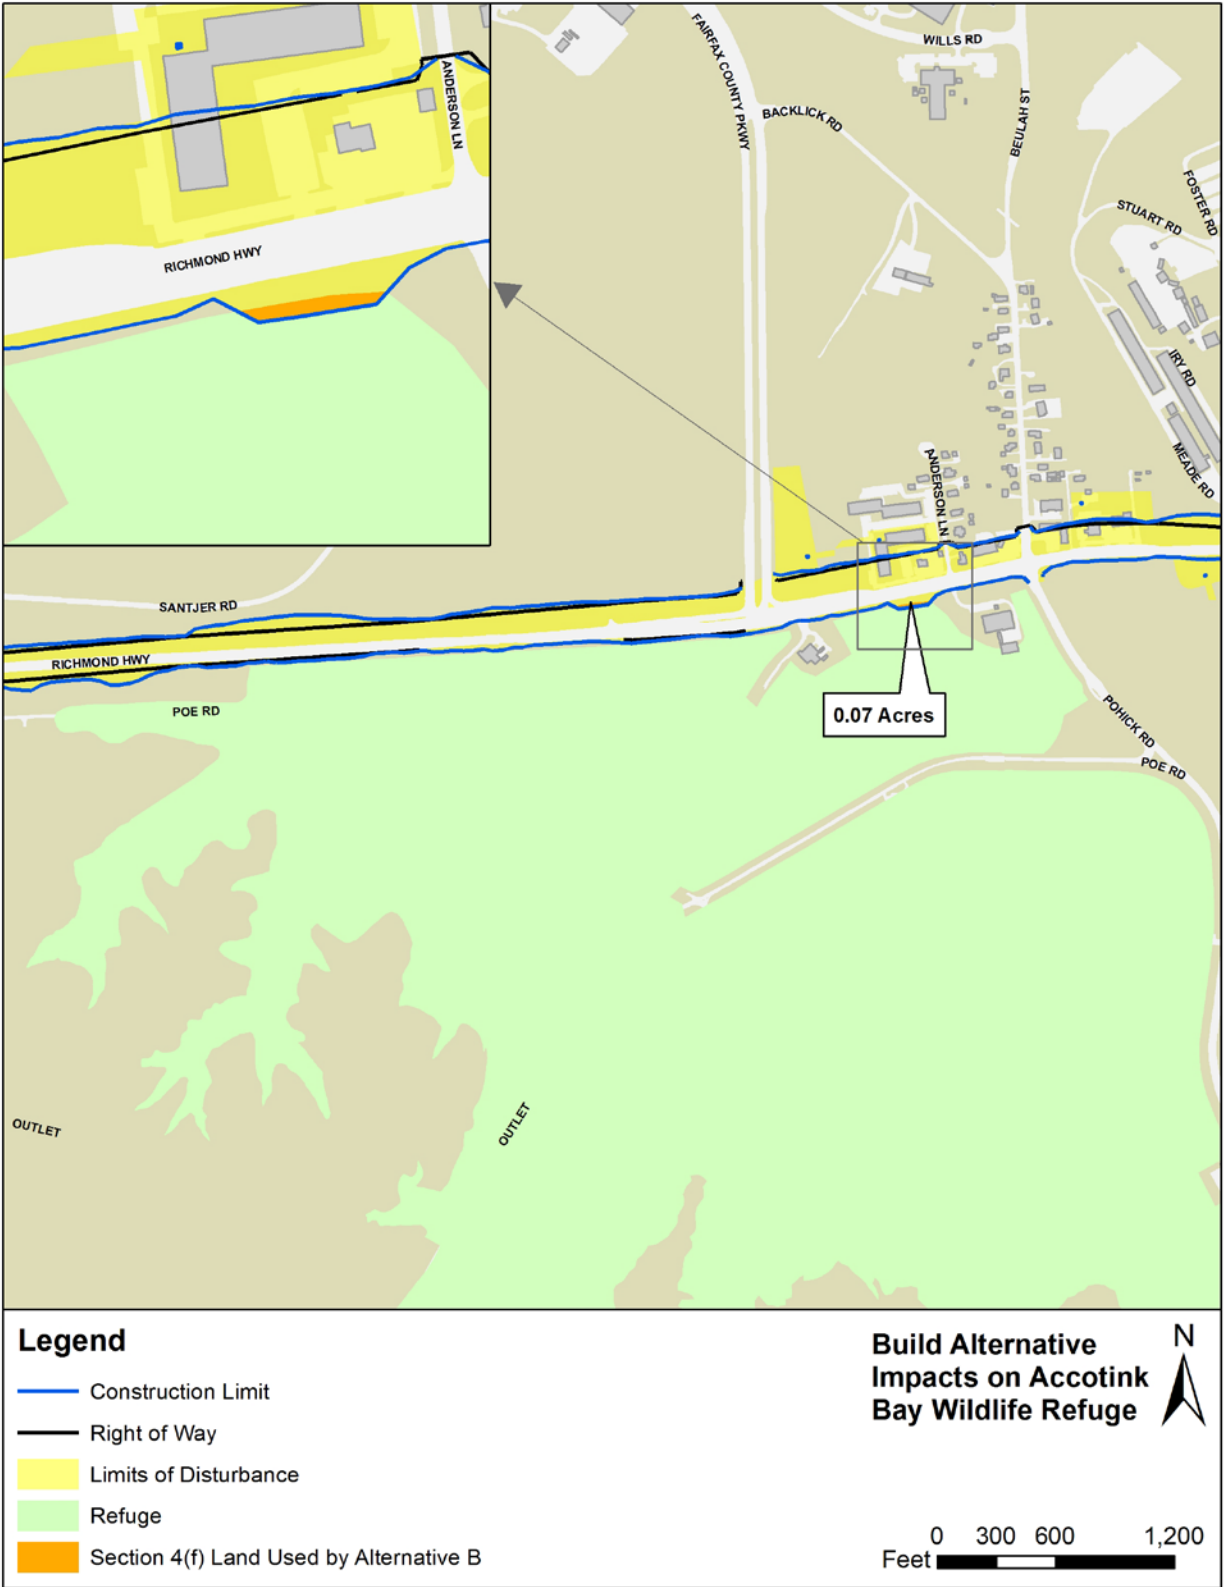 FAIRFAX COUNTY PKWY
WILLS RD
BACKLICK RD
BEULAH ST
ANDERSON LN
FOSTER RD
STUART RD
RICHMOND HWY
IRY RD
MEADE RD
ANDERSON LN
SANTJER RD
RICHMOND HWY
POE RD
0.07 Acres
POHICK RD
POE RD
OUTLET
OUTLET
Legend
Construction Limit
Right of Way
Limits of Disturbance
Refuge
Section 4(f) Land Used by Alternative B
Build Alternative
Impacts on Accotink
Bay Wildlife Refuge
N
0 300 600 1,200
Feet